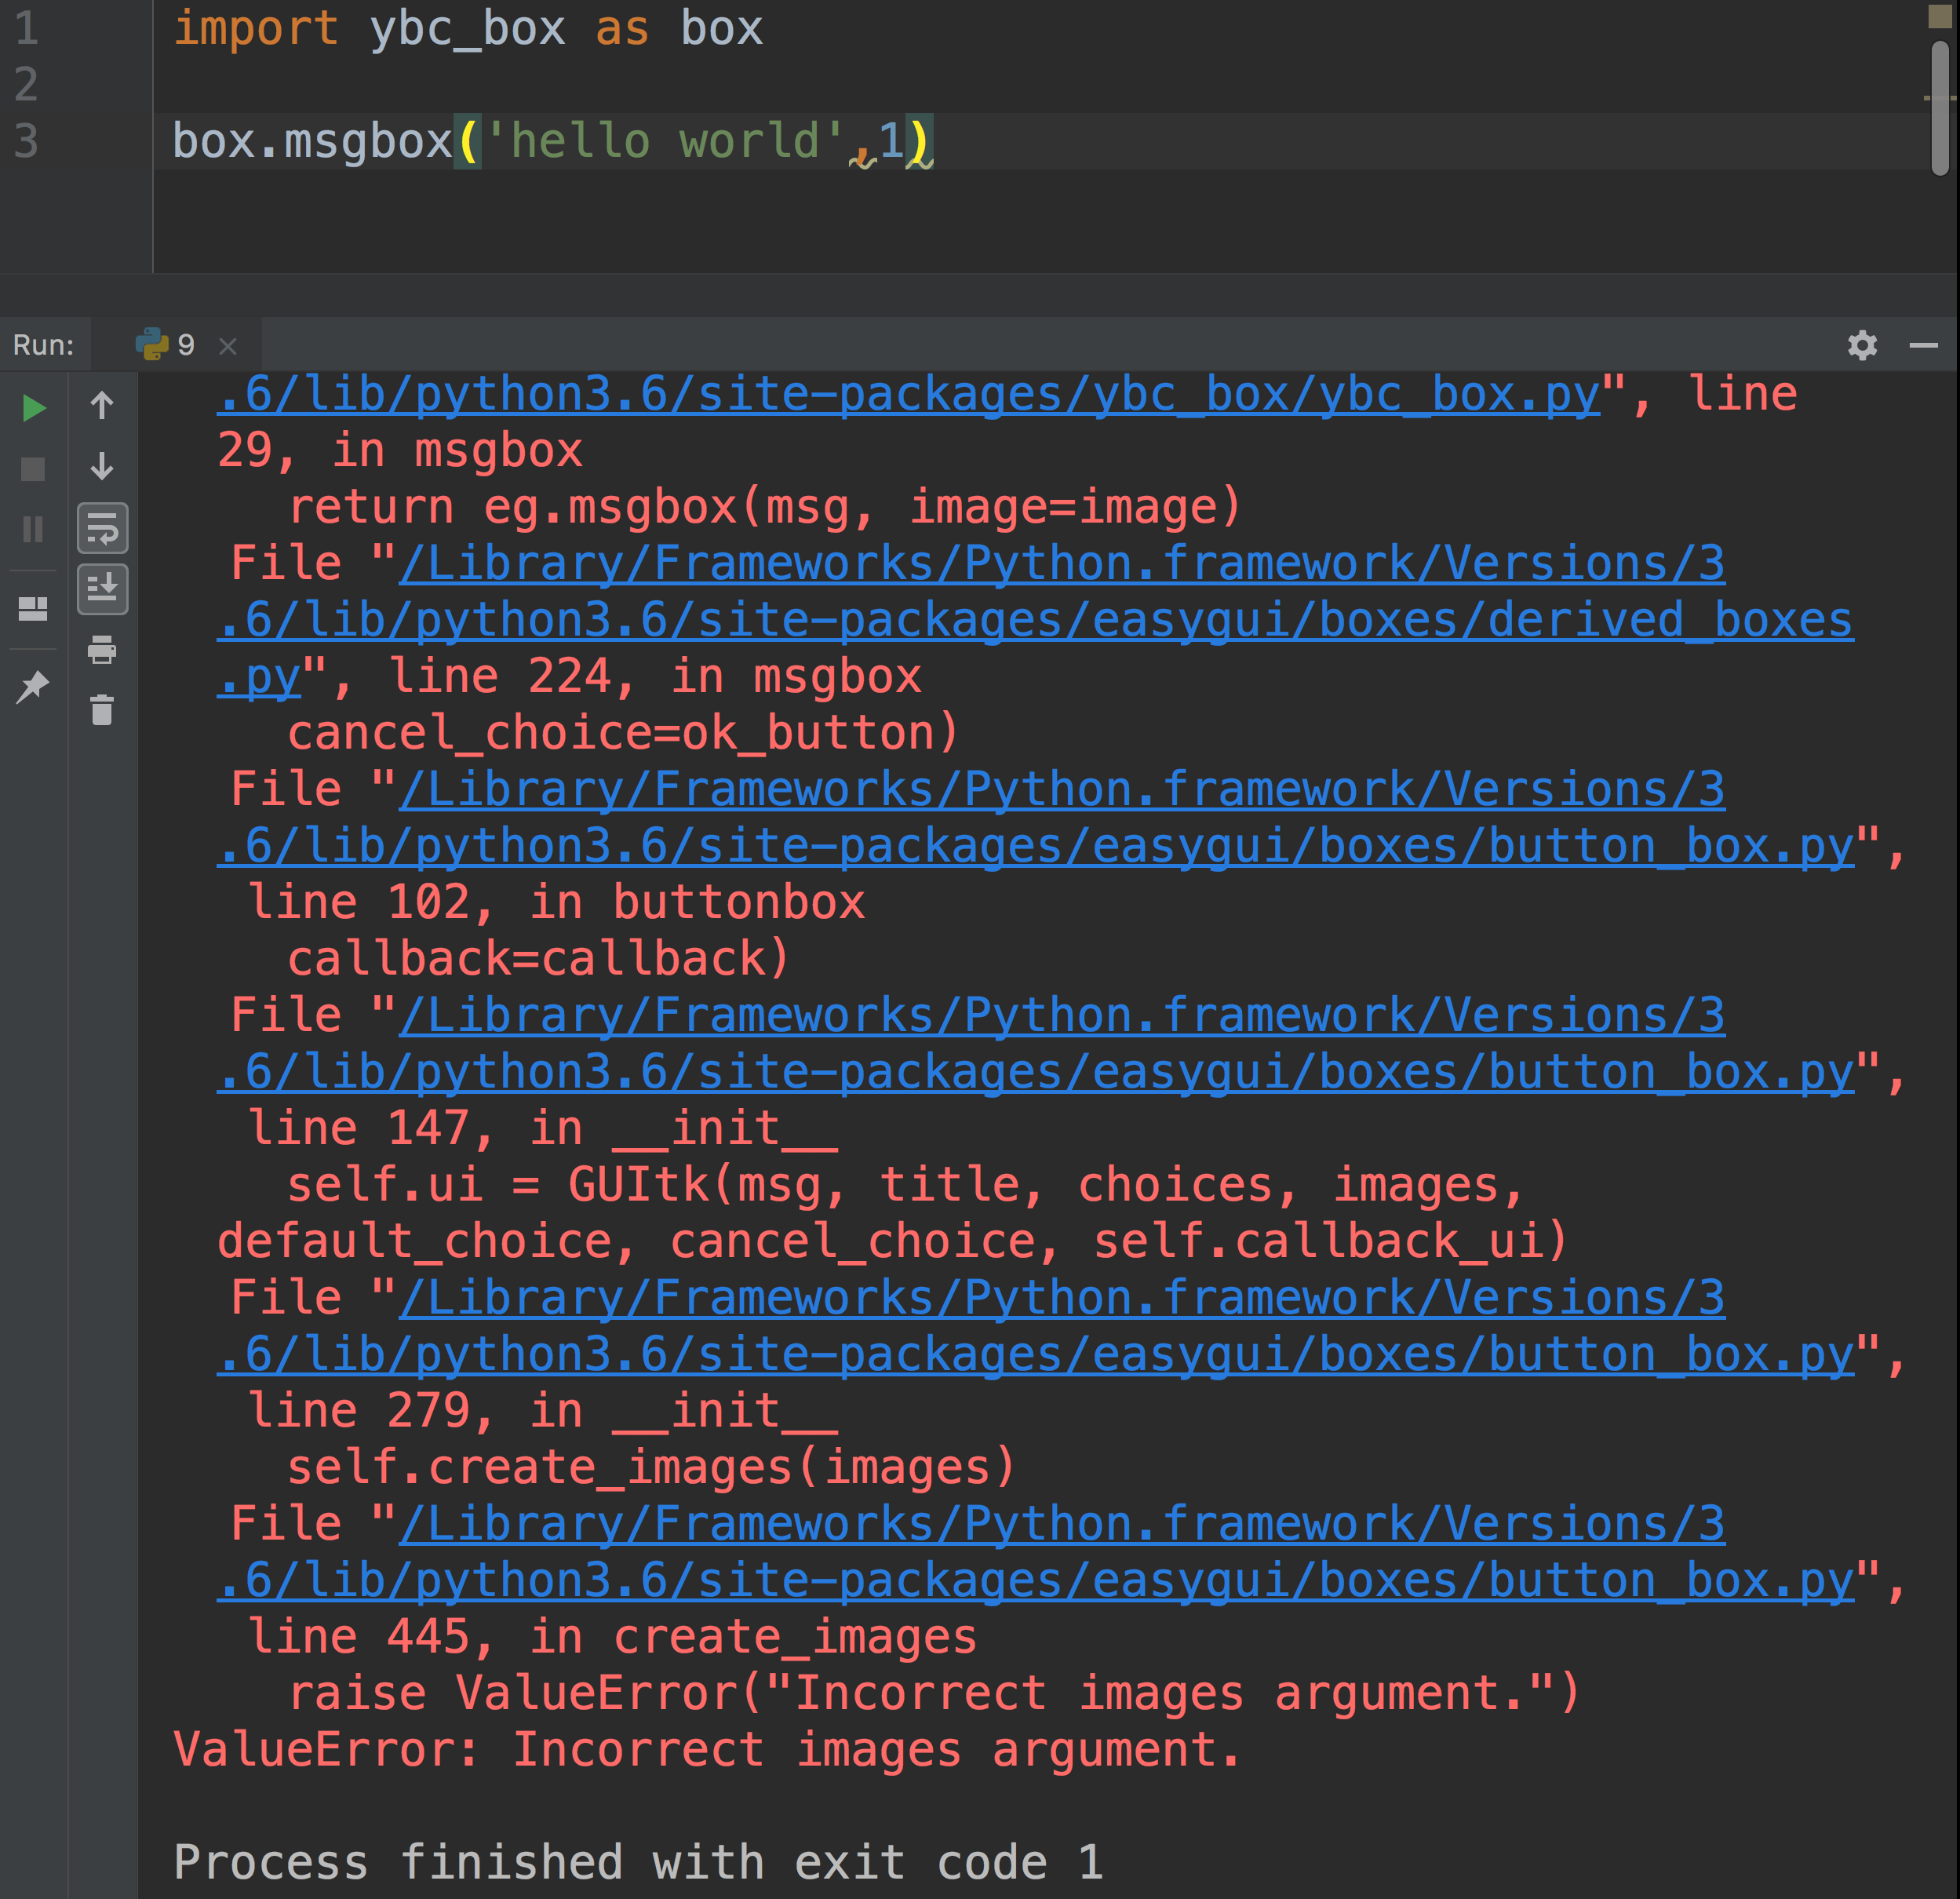 1 import ybc_box as box
2
3 box.msgbox('hello world',1)
Run: 9
.6/lib/python3.6/site-packages/ybc_box/ybc_box.py", line
29, in msgbox
return eg.msgbox(msg, image=image)
File "/Library/Frameworks/Python.framework/Versions/3
.6/lib/python3.6/site-packages/easygui/boxes/derived_boxes
.py", line 224, in msgbox
cancel_choice=ok_button)
File "/Library/Frameworks/Python.framework/Versions/3
.6/lib/python3.6/site-packages/easygui/boxes/button_box.py",
line 102, in buttonbox
callback=callback)
File "/Library/Frameworks/Python.framework/Versions/3
.6/lib/python3.6/site-packages/easygui/boxes/button_box.py",
line 147, in __init__
self.ui = GUItk(msg, title, choices, images,
default_choice, cancel_choice, self.callback_ui)
File "/Library/Frameworks/Python.framework/Versions/3
.6/lib/python3.6/site-packages/easygui/boxes/button_box.py",
line 279, in __init__
self.create_images(images)
File "/Library/Frameworks/Python.framework/Versions/3
.6/lib/python3.6/site-packages/easygui/boxes/button_box.py",
line 445, in create_images
raise ValueError("Incorrect images argument.")
ValueError: Incorrect images argument.
Process finished with exit code 1